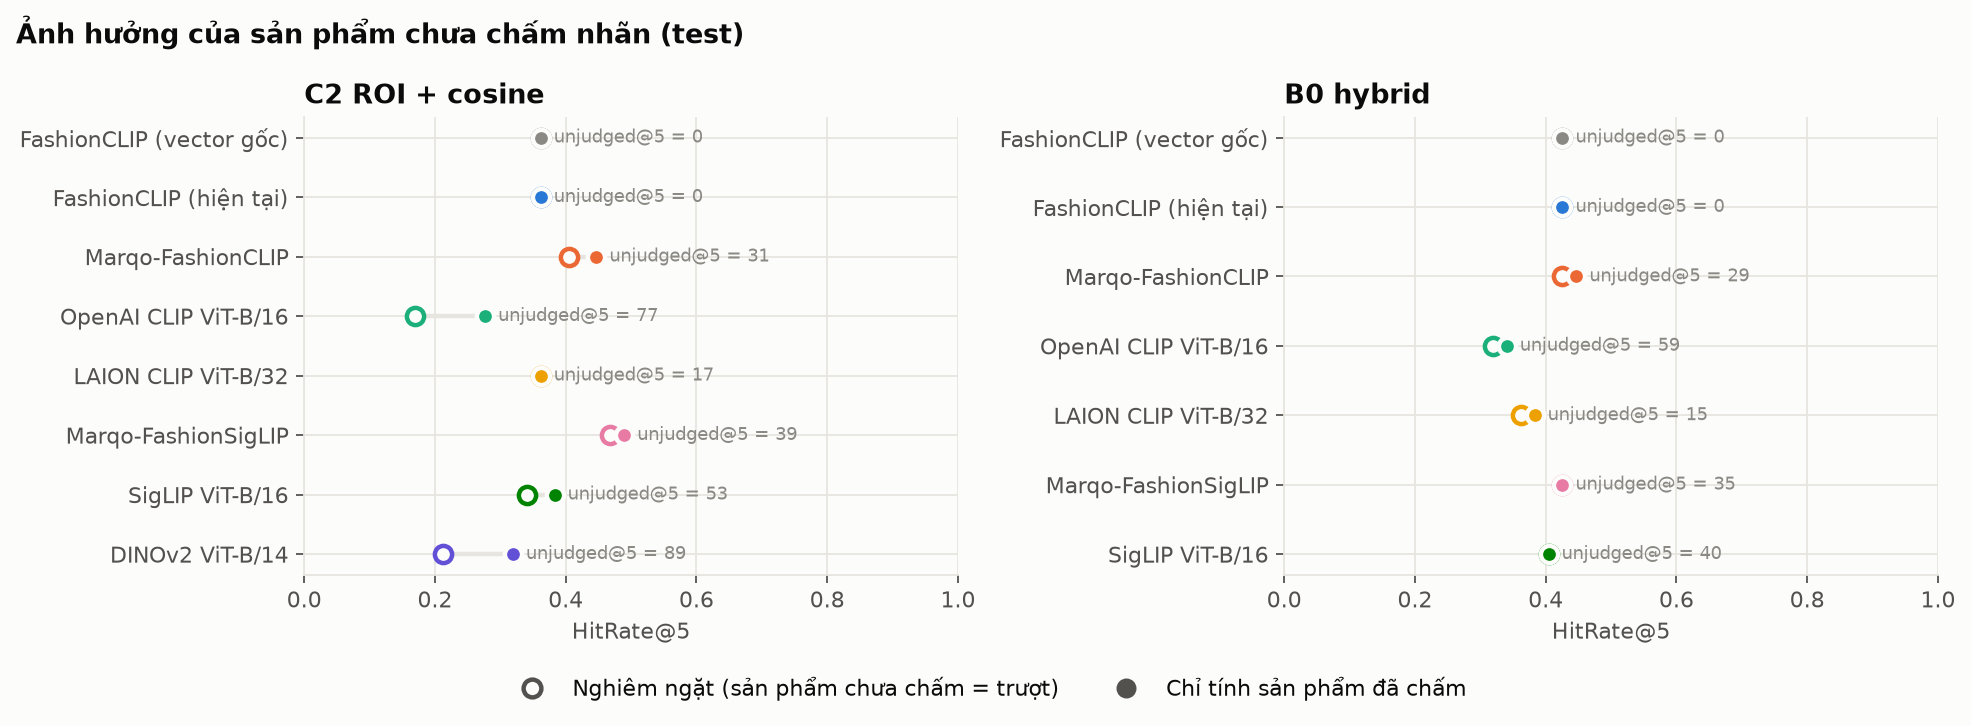 Ảnh hưởng của sản phẩm chưa chấm nhãn (test)
C2 ROI + cosine
FashionCLIP (vector gốc)
unjudged@5 = 0
FashionCLIP (hiện tại)
unjudged@5 = 0
Marqo-FashionCLIP
unjudged@5 = 31
OpenAI CLIP ViT-B/16
unjudged@5 = 77
LAION CLIP ViT-B/32
unjudged@5 = 17
Marqo-FashionSigLIP
unjudged@5 = 39
SigLIP ViT-B/16
unjudged@5 = 53
DINOv2 ViT-B/14
unjudged@5 = 89
0.0 0.2 0.4 0.6 0.8 1.0
HitRate@5
B0 hybrid
FashionCLIP (vector gốc)
unjudged@5 = 0
FashionCLIP (hiện tại)
unjudged@5 = 0
Marqo-FashionCLIP
unjudged@5 = 29
OpenAI CLIP ViT-B/16
unjudged@5 = 59
LAION CLIP ViT-B/32
unjudged@5 = 15
Marqo-FashionSigLIP
unjudged@5 = 35
SigLIP ViT-B/16
unjudged@5 = 40
0.0 0.2 0.4 0.6 0.8 1.0
HitRate@5
Nghiêm ngặt (sản phẩm chưa chấm = trượt)
Chỉ tính sản phẩm đã chấm